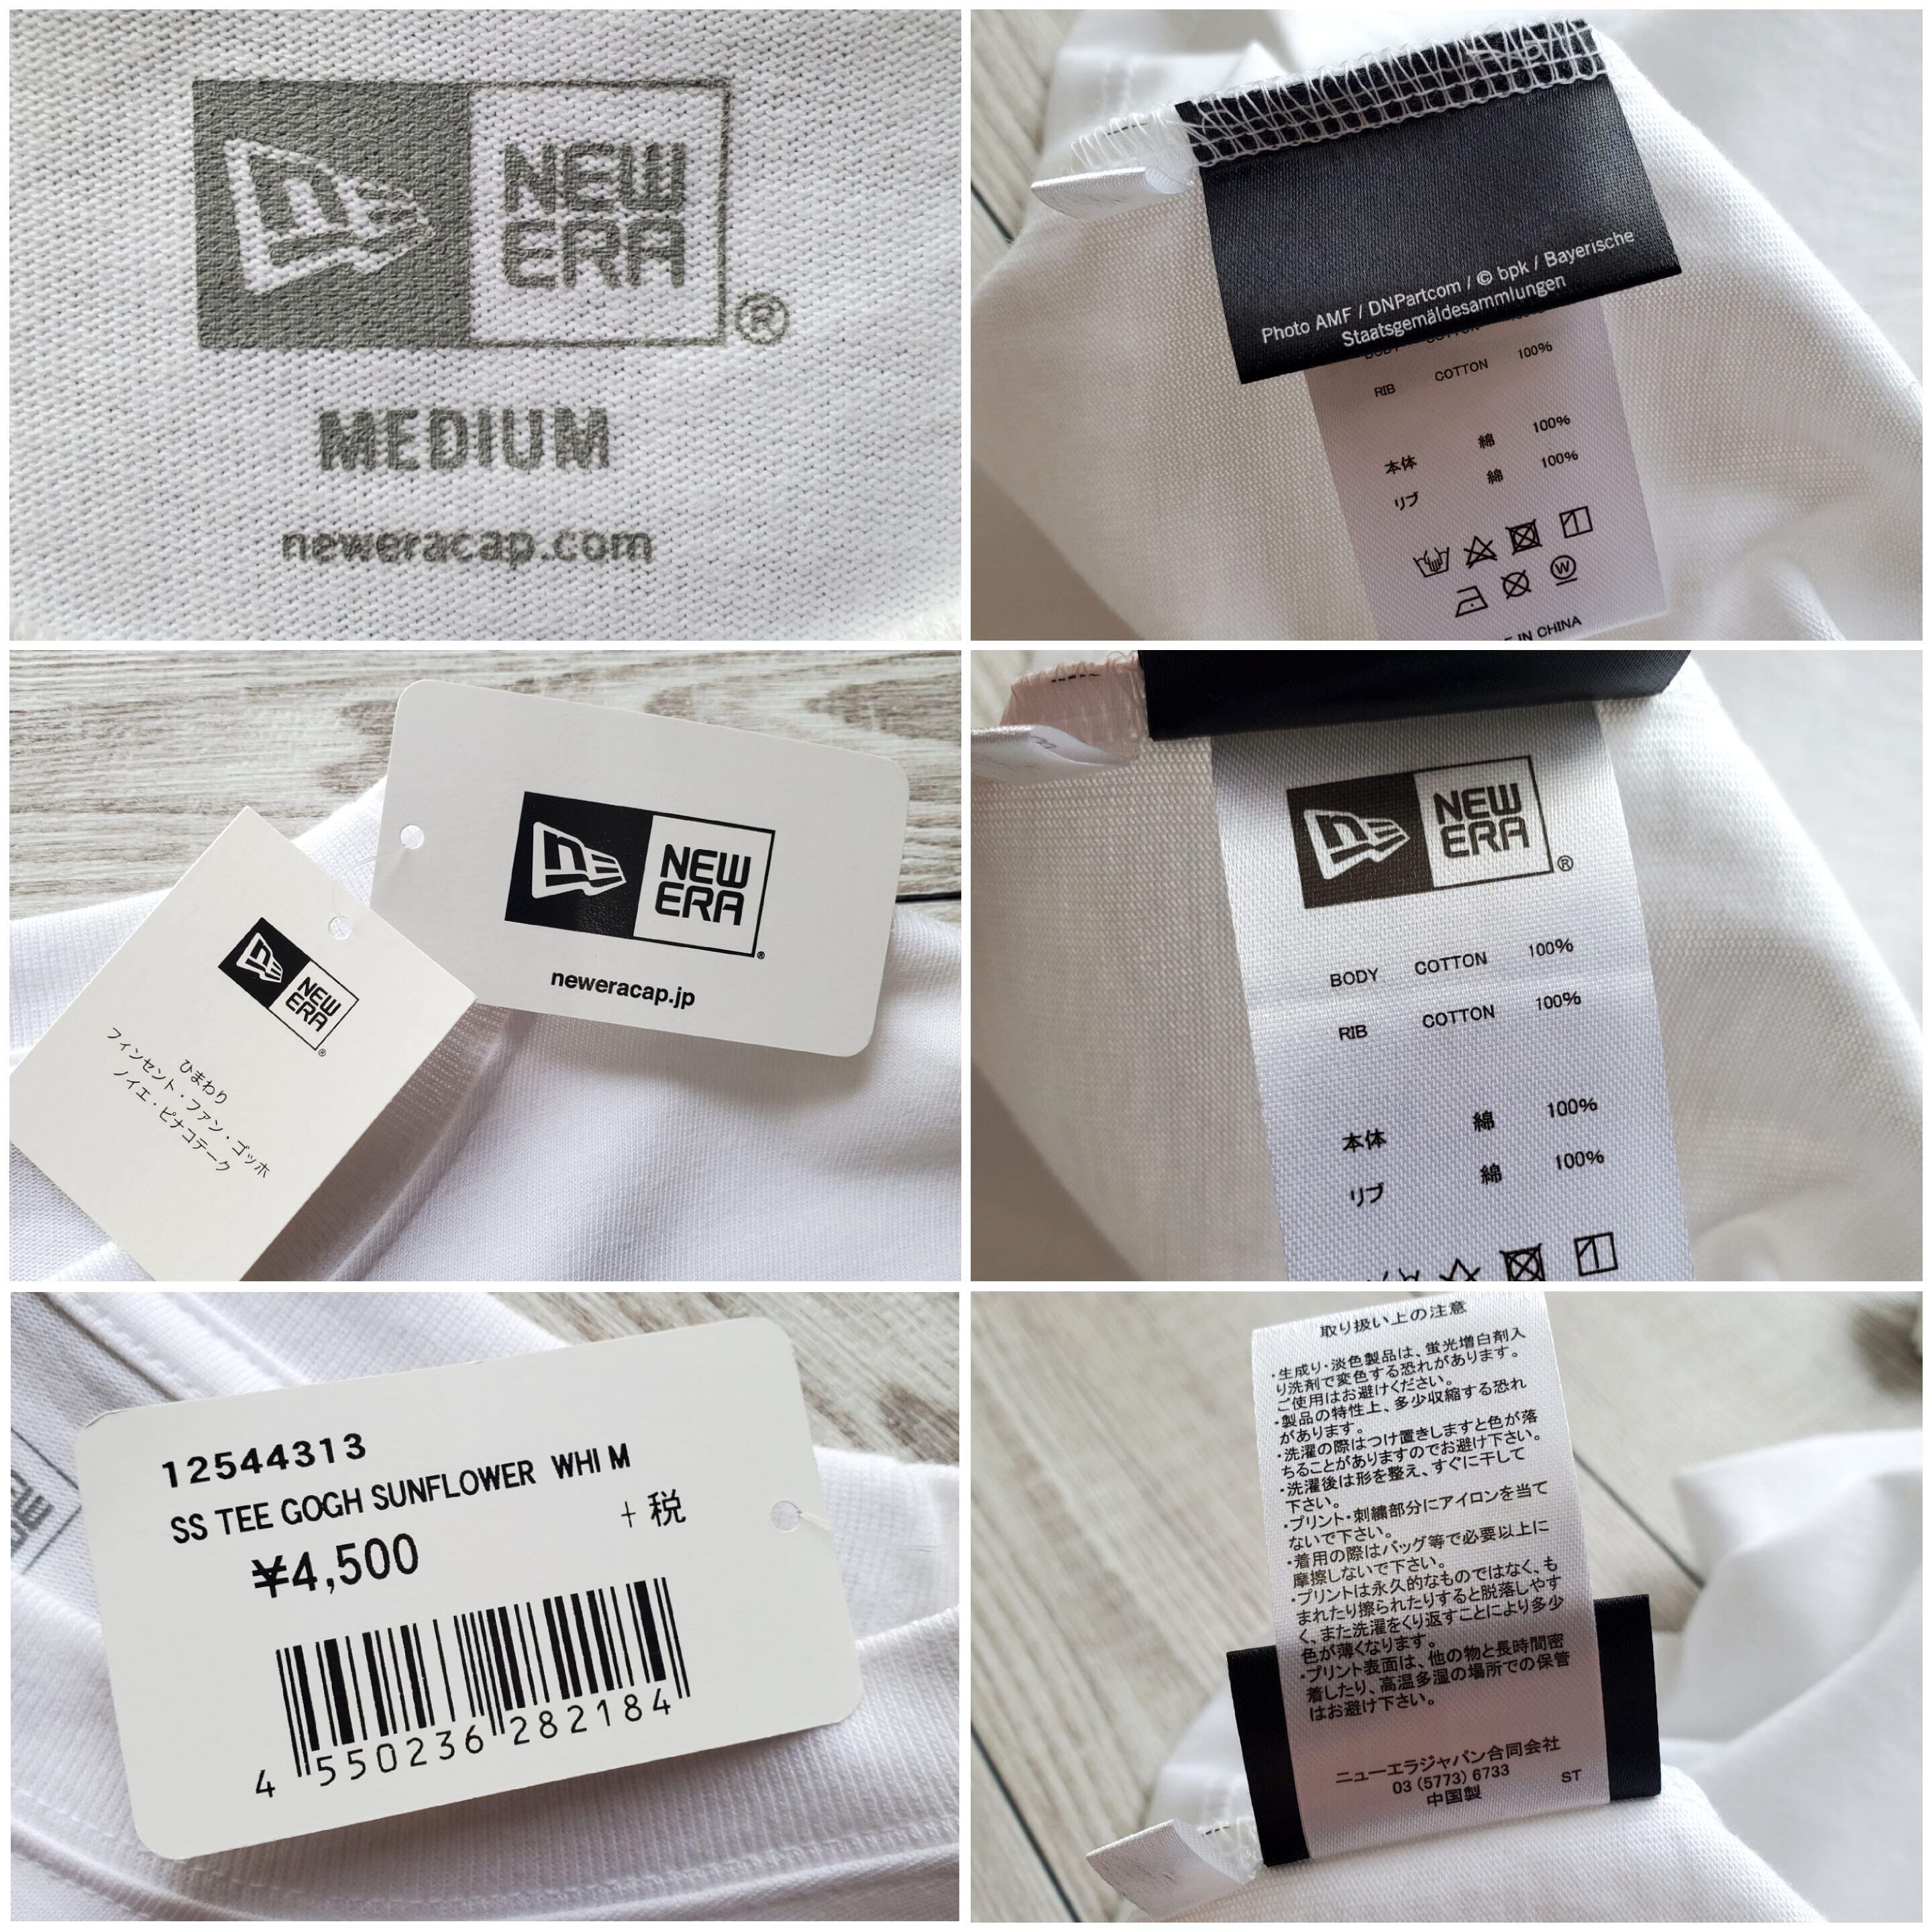 NEW
ERA
®
MEDIUM
neweracap.com
Photo AMF / DNPartcom / © bpk / Bayerische
Staatsgemäldesammlungen
COTTON 100%
RIB COTTON 100%
本体 綿 100%
リブ 綿 100%
W
IN CHINA
NEW
ERA
®
neweracap.jp
NEW
ERA
®
ひまわり
フィンセント・ファン・ゴッホ
ノイエ・ピナコテーク
NEW
ERA
®
BODY COTTON 100%
RIB COTTON 100%
本体 綿 100%
リブ 綿 100%
12544313
SS TEE GOGH SUNFLOWER WHI M
¥4,500 +税
4 550236 282184
取り扱い上の注意
・生成り・淡色製品は、蛍光増白剤入
り洗剤で変色する恐れがあります。
ご使用はお避けください。
・製品の特性上、多少収縮する恐れ
があります。
・洗濯の際はつけ置きしますと色が落
ちることがありますのでお避け下さい。
・洗濯後は形を整え、すぐに干して
下さい。
・プリント・刺繍部分にアイロンを当て
ないで下さい。
・着用の際はバッグ等で必要以上に
摩擦しないで下さい。
・プリントは永久的なものではなく、も
まれたり擦られたりすると脱落しやす
く、また洗濯をくり返すことにより多少
色が薄くなります。
・プリント表面は、他の物と長時間密
着したり、高温多湿の場所での保管
はお避け下さい。
ニューエラジャパン合同会社
03 (5773) 6733
中国製 ST